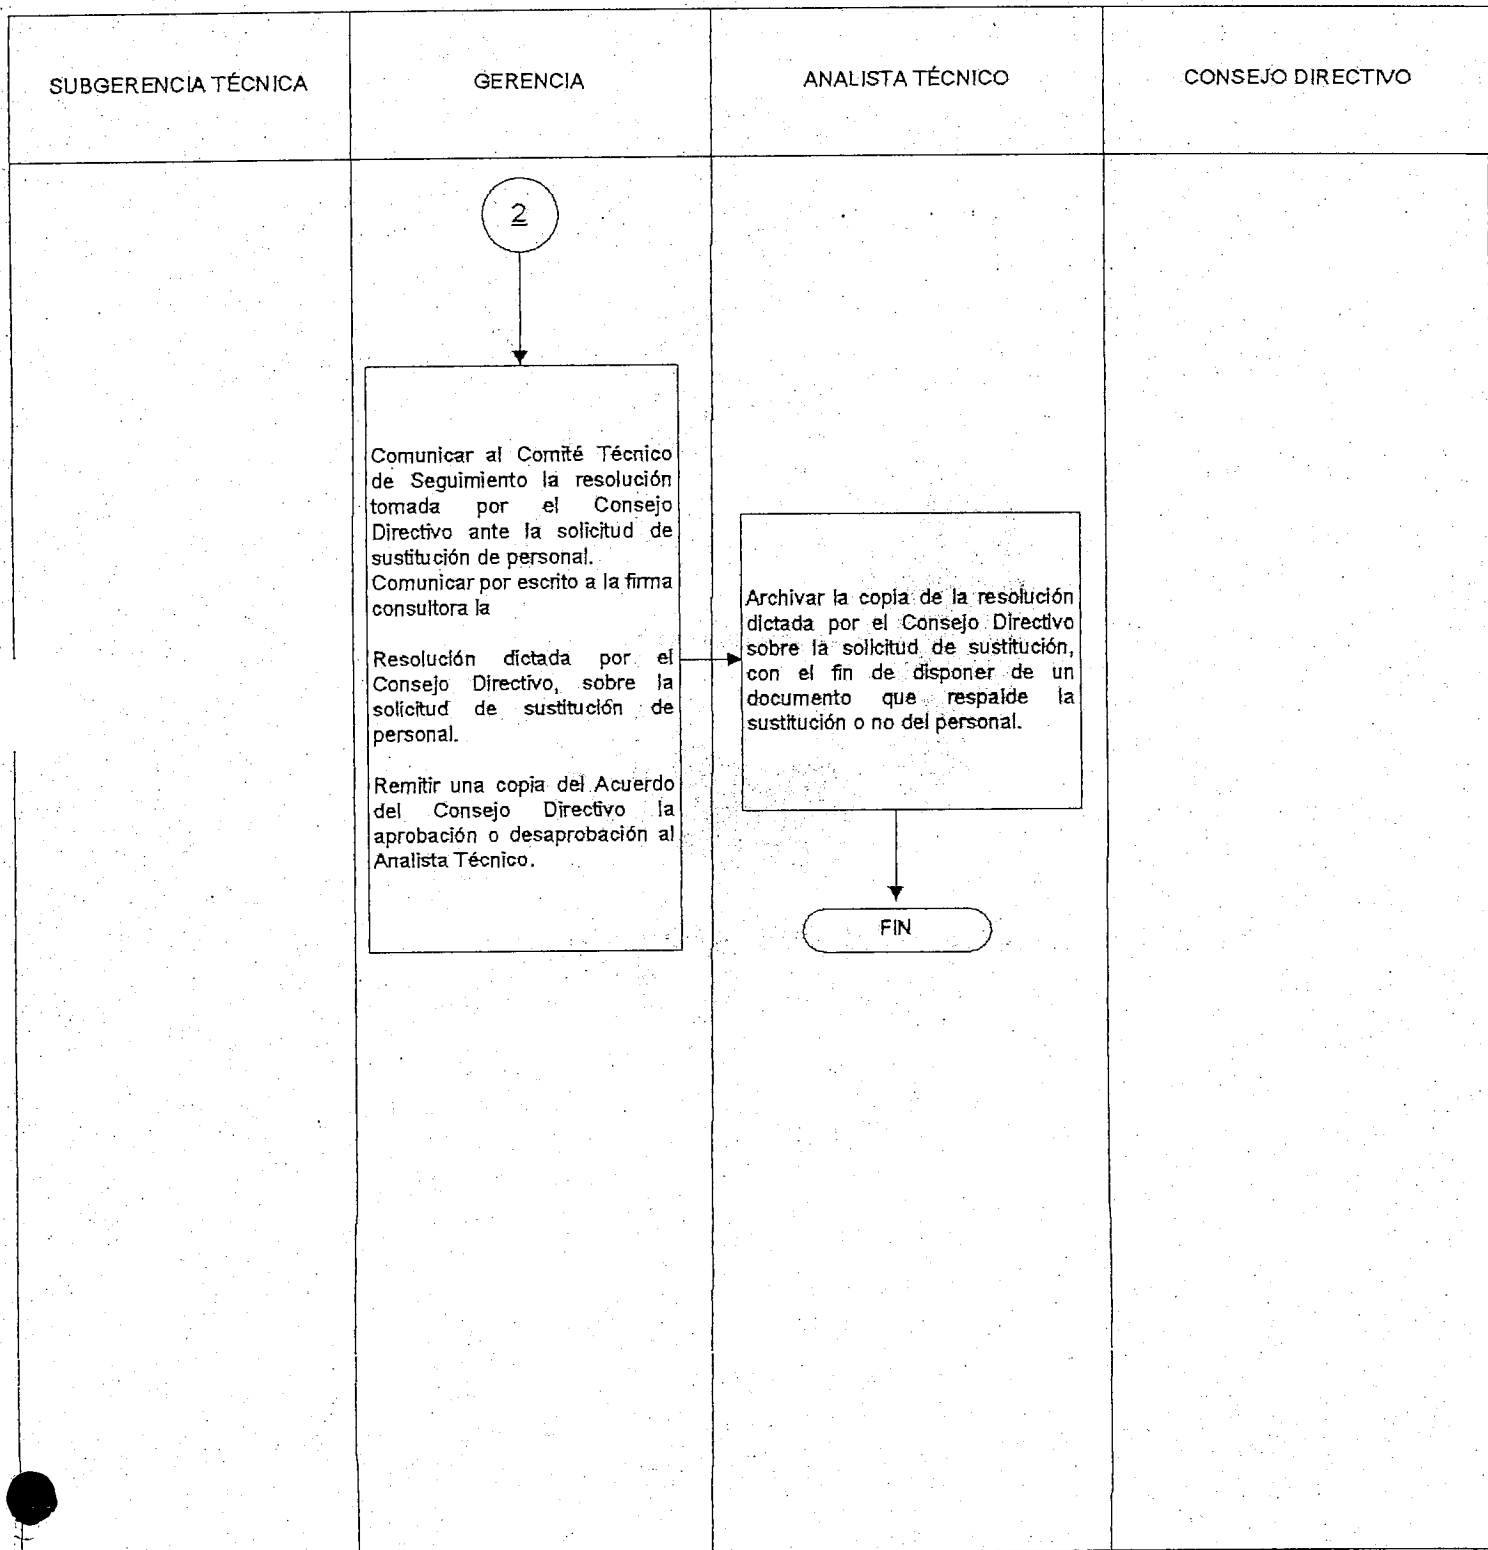 SUBGERENCIA TÉCNICA
GERENCIA
ANALISTA TÉCNICO
CONSEJO DIRECTIVO
2
Comunicar al Comité Técnico
de Seguimiento la resolución
tomada por el Consejo
Directivo ante la solicitud de
sustitución de personal.
Comunicar por escrito a la firma
consultora la
Resolución dictada por el
Consejo Directivo, sobre la
solicitud de sustitución de
personal.
Remitir una copia del Acuerdo
del Consejo Directivo la
aprobación o desaprobación al
Analista Técnico.
Archivar la copia de la resolución
dictada por el Consejo Directivo
sobre la solicitud de sustitución,
con el fin de disponer de un
documento que respalde la
sustitución o no del personal.
FIN